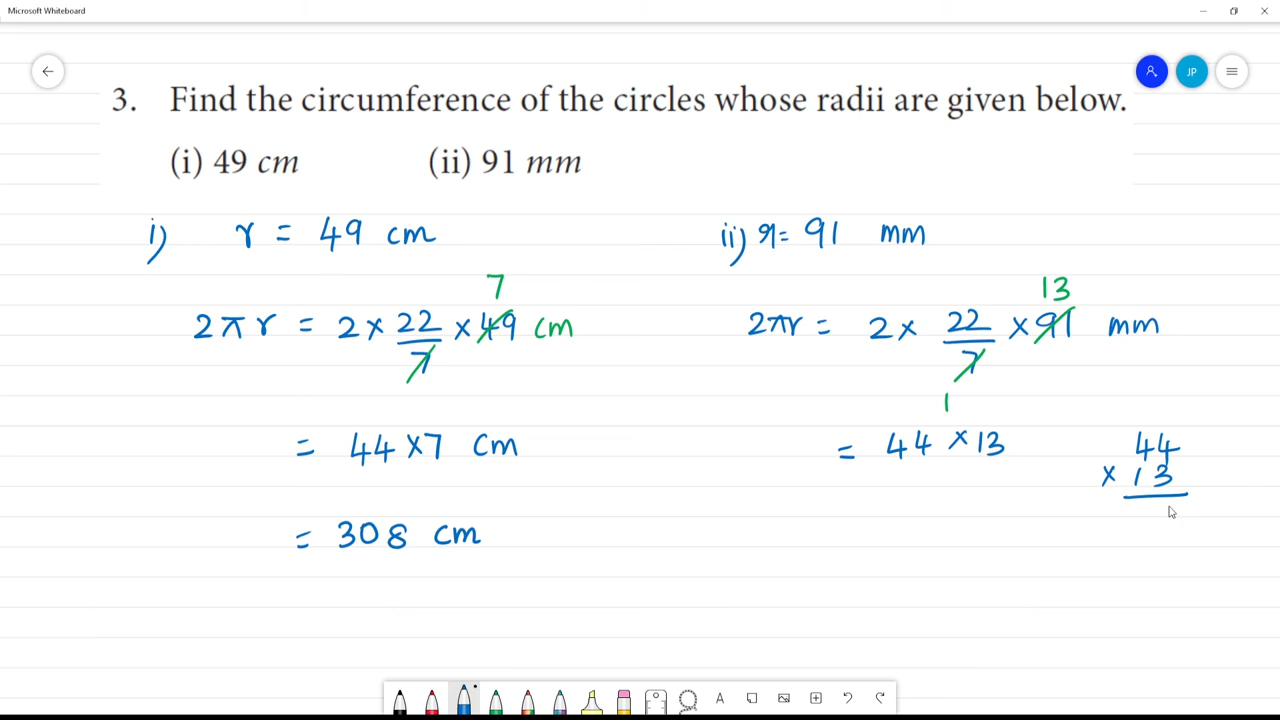 Microsoft Whiteboard
JP
3. Find the circumference of the circles whose radii are given below.
(i) 49 cm (ii) 91 mm
i) r = 49 cm
7
2πr = 2 × 22/7 × 49 cm
= 44 × 7 cm
= 308 cm
ii) r = 91 mm
13
2πr = 2 × 22/7 × 91 mm
1
= 44 × 13
44
× 13
A